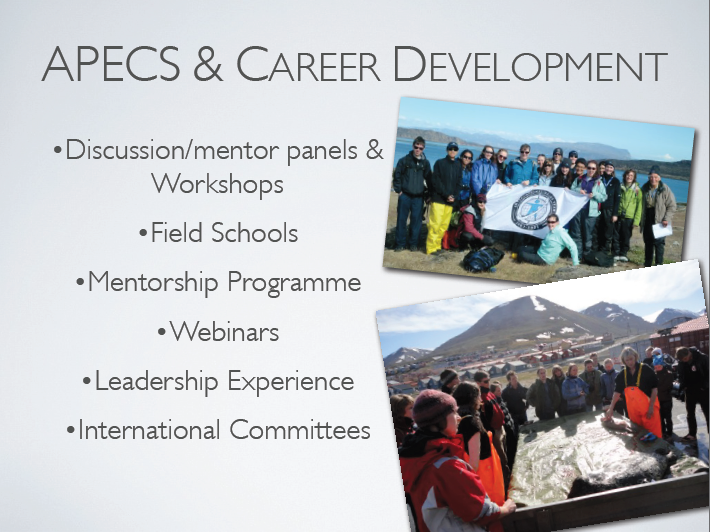 APECS & CAREER DEVELOPMENT
•Discussion/mentor panels &
Workshops
•Field Schools
•Mentorship Programme
•Webinars
•Leadership Experience
•International Committees